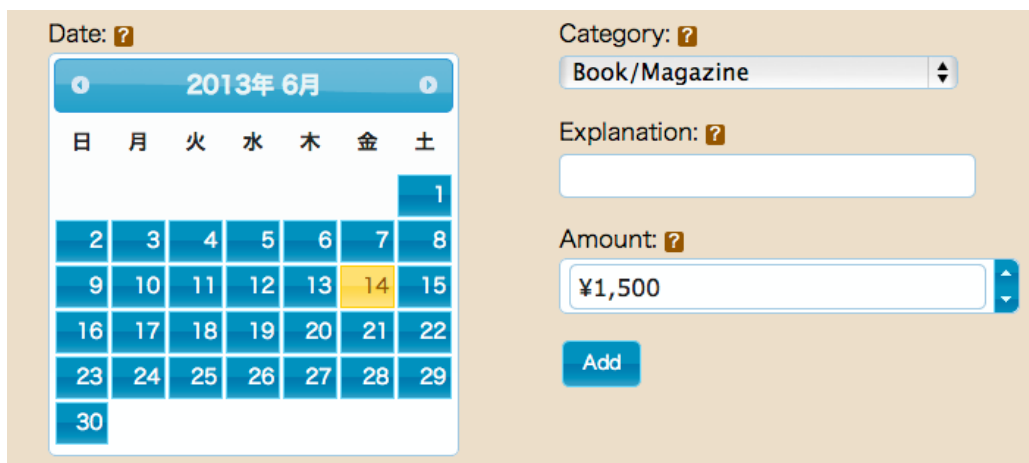 Date: ?
2013年 6月
日 月 火 水 木 金 土
1
2 3 4 5 6 7 8
9 10 11 12 13 14 15
16 17 18 19 20 21 22
23 24 25 26 27 28 29
30
Category: ?
Book/Magazine
Explanation: ?
Amount: ?
¥1,500
Add